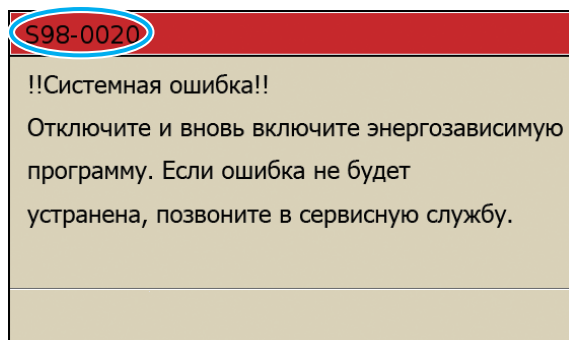 S98-0020
!!Системная ошибка!!
Отключите и вновь включите энергозависимую
программу. Если ошибка не будет
устранена, позвоните в сервисную службу.